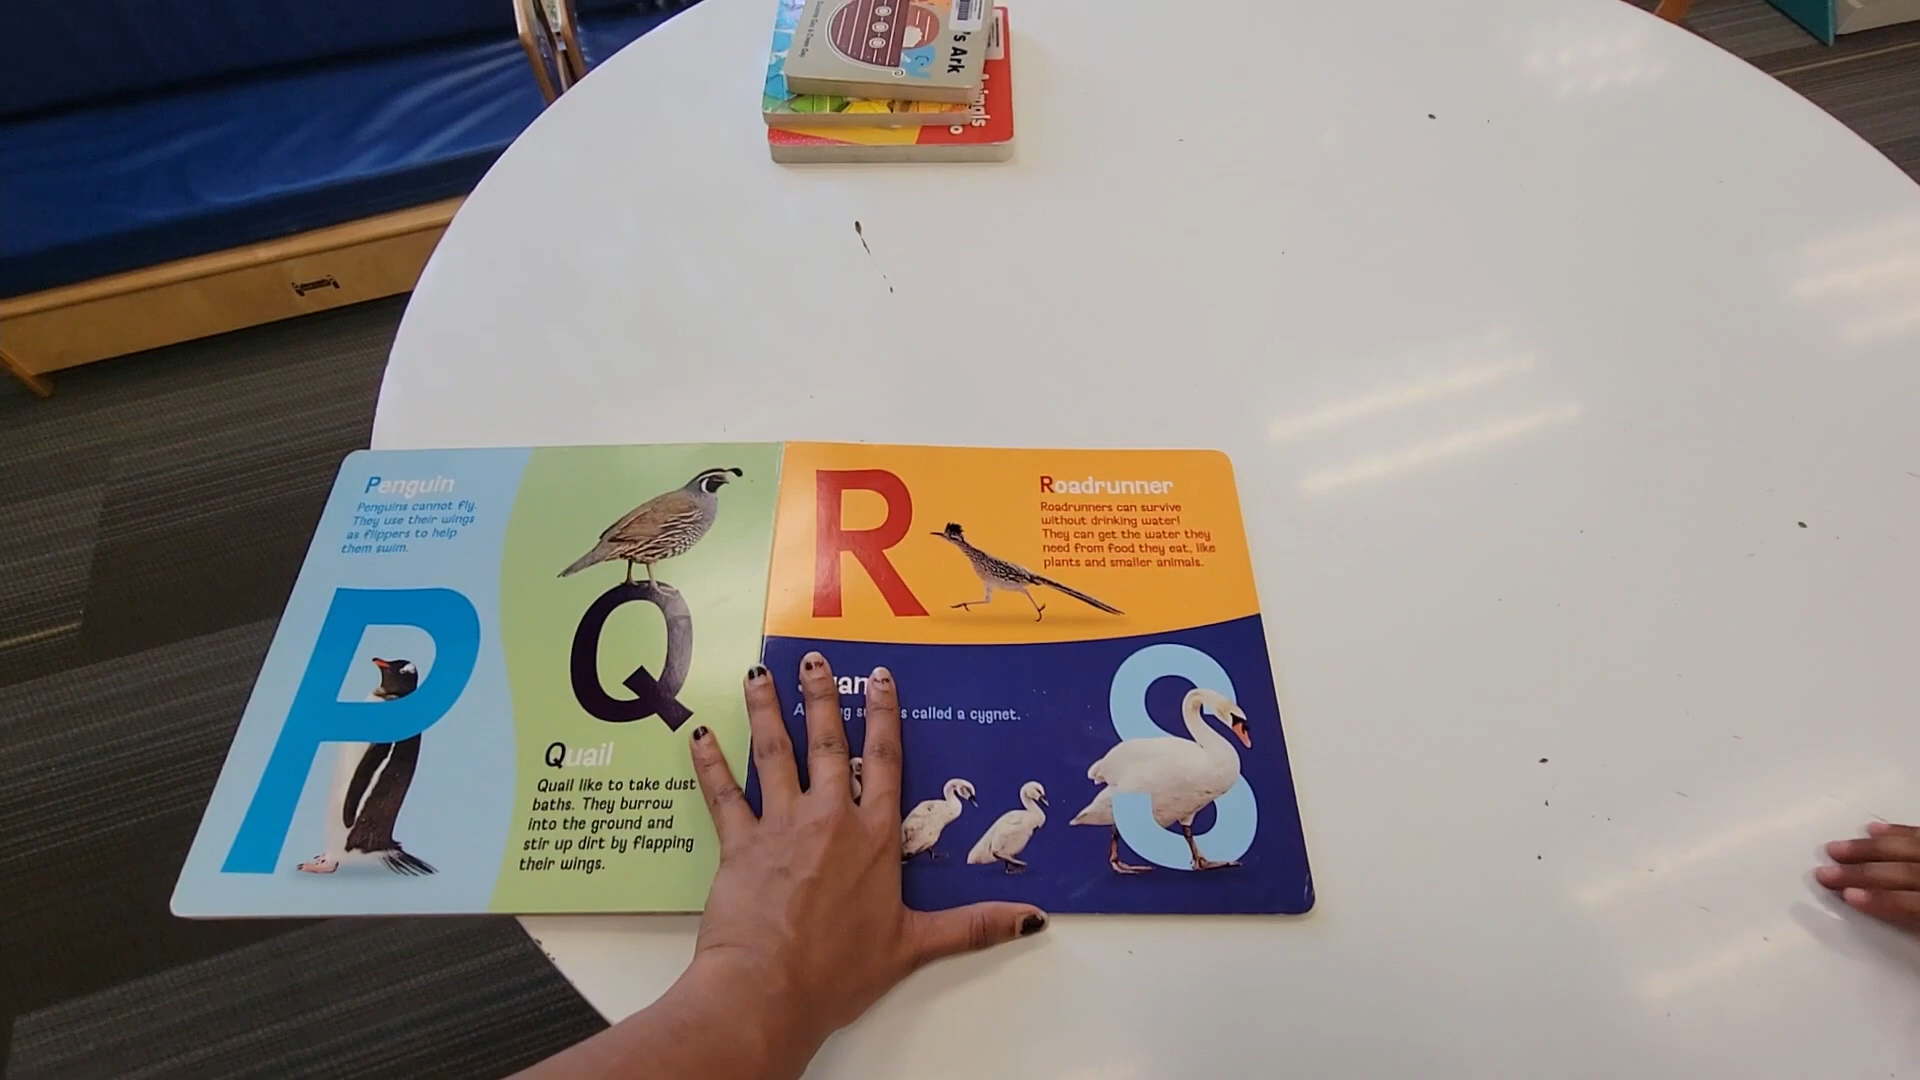 's Ark
Animals
Penguin
Penguins cannot fly.
They use their wings
as flippers to help
them swim.
P
Q
Quail
Quail like to take dust
baths. They burrow
into the ground and
stir up dirt by flapping
their wings.
R
Roadrunner
Roadrunners can survive
without drinking water!
They can get the water they
need from food they eat, like
plants and smaller animals.
called a cygnet.
S